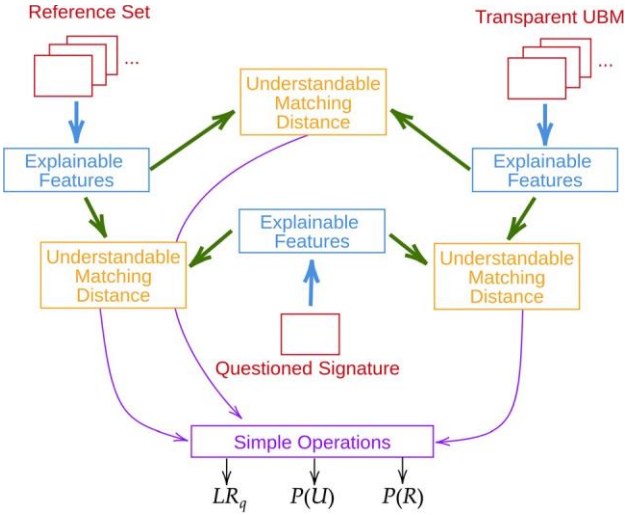 Reference Set
Transparent UBM
...
...
Understandable
Matching
Distance
Explainable
Features
Explainable
Features
Explainable
Features
Understandable
Matching
Distance
Understandable
Matching
Distance
Questioned Signature
Simple Operations
LR_q
P(U)
P(R)